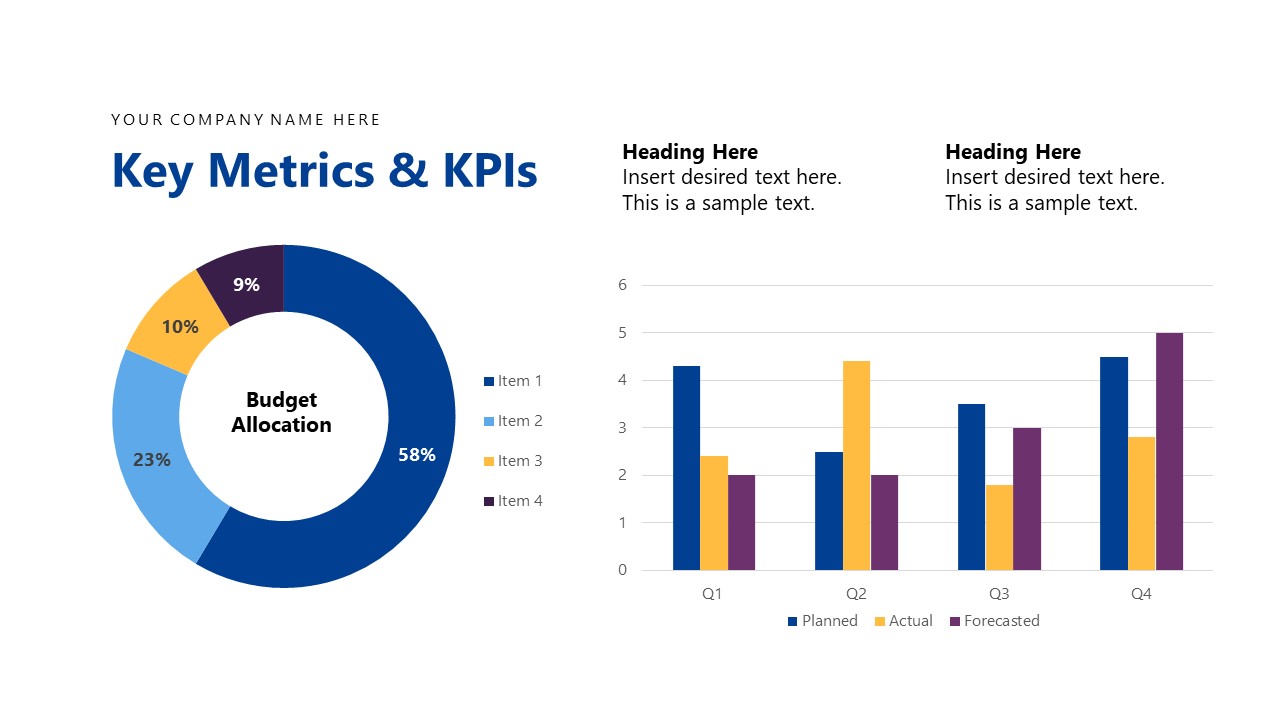 YOUR COMPANY NAME HERE
Key Metrics & KPIs
9%
10%
23%
58%
Budget
Allocation
Item 1
Item 2
Item 3
Item 4
Heading Here
Insert desired text here.
This is a sample text.
Heading Here
Insert desired text here.
This is a sample text.
6
5
4
3
2
1
0
Q1 Q2 Q3 Q4
Planned Actual Forecasted